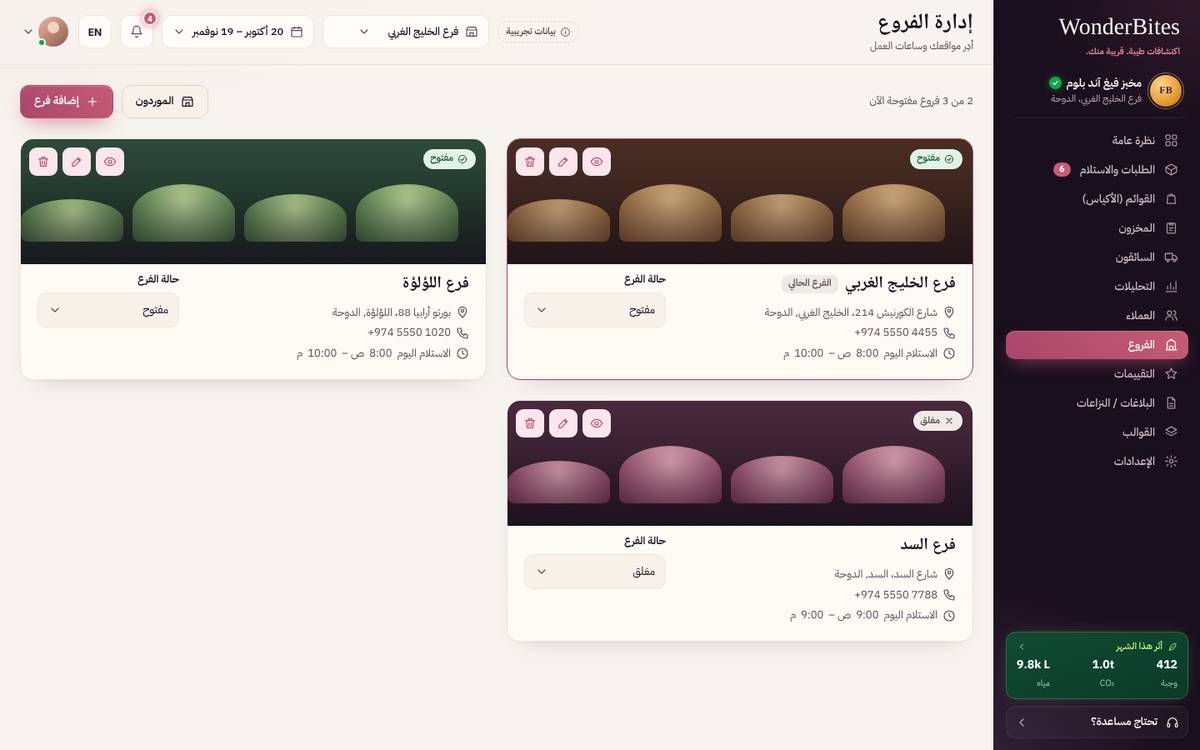 WonderBites
اكتشافات طيبة. قريبة منك.
FB
مخبز فيغ آند بلوم
فرع الخليج الغربي، الدوحة
نظرة عامة
الطلبات والاستلام 6
القوائم (الأكياس)
المخزون
السائقون
التحليلات
العملاء
الفروع
التقييمات
البلاغات / النزاعات
القوالب
الإعدادات
أثر هذا الشهر
412 1.0t 9.8k L
وجبة CO₂ مياه
تحتاج مساعدة؟
إدارة الفروع
أدِر مواقعك وساعات العمل
بيانات تجريبية
فرع الخليج الغربي
20 أكتوبر – 19 نوفمبر
4
EN
2 من 3 فروع مفتوحة الآن
الموردون
إضافة فرع
مفتوح
فرع الخليج الغربي الفرع الحالي
شارع الكورنيش 214، الخليج الغربي, الدوحة
+974 5550 4455
الاستلام اليوم 8:00 ص – 10:00 م
حالة الفرع
مفتوح
مفتوح
فرع اللؤلؤة
بورتو أرابيا 88، اللؤلؤة, الدوحة
+974 5550 1020
الاستلام اليوم 8:00 ص – 10:00 م
حالة الفرع
مفتوح
مغلق
فرع السد
شارع السد، السد, الدوحة
+974 5550 7788
الاستلام اليوم 9:00 ص – 9:00 م
حالة الفرع
مغلق